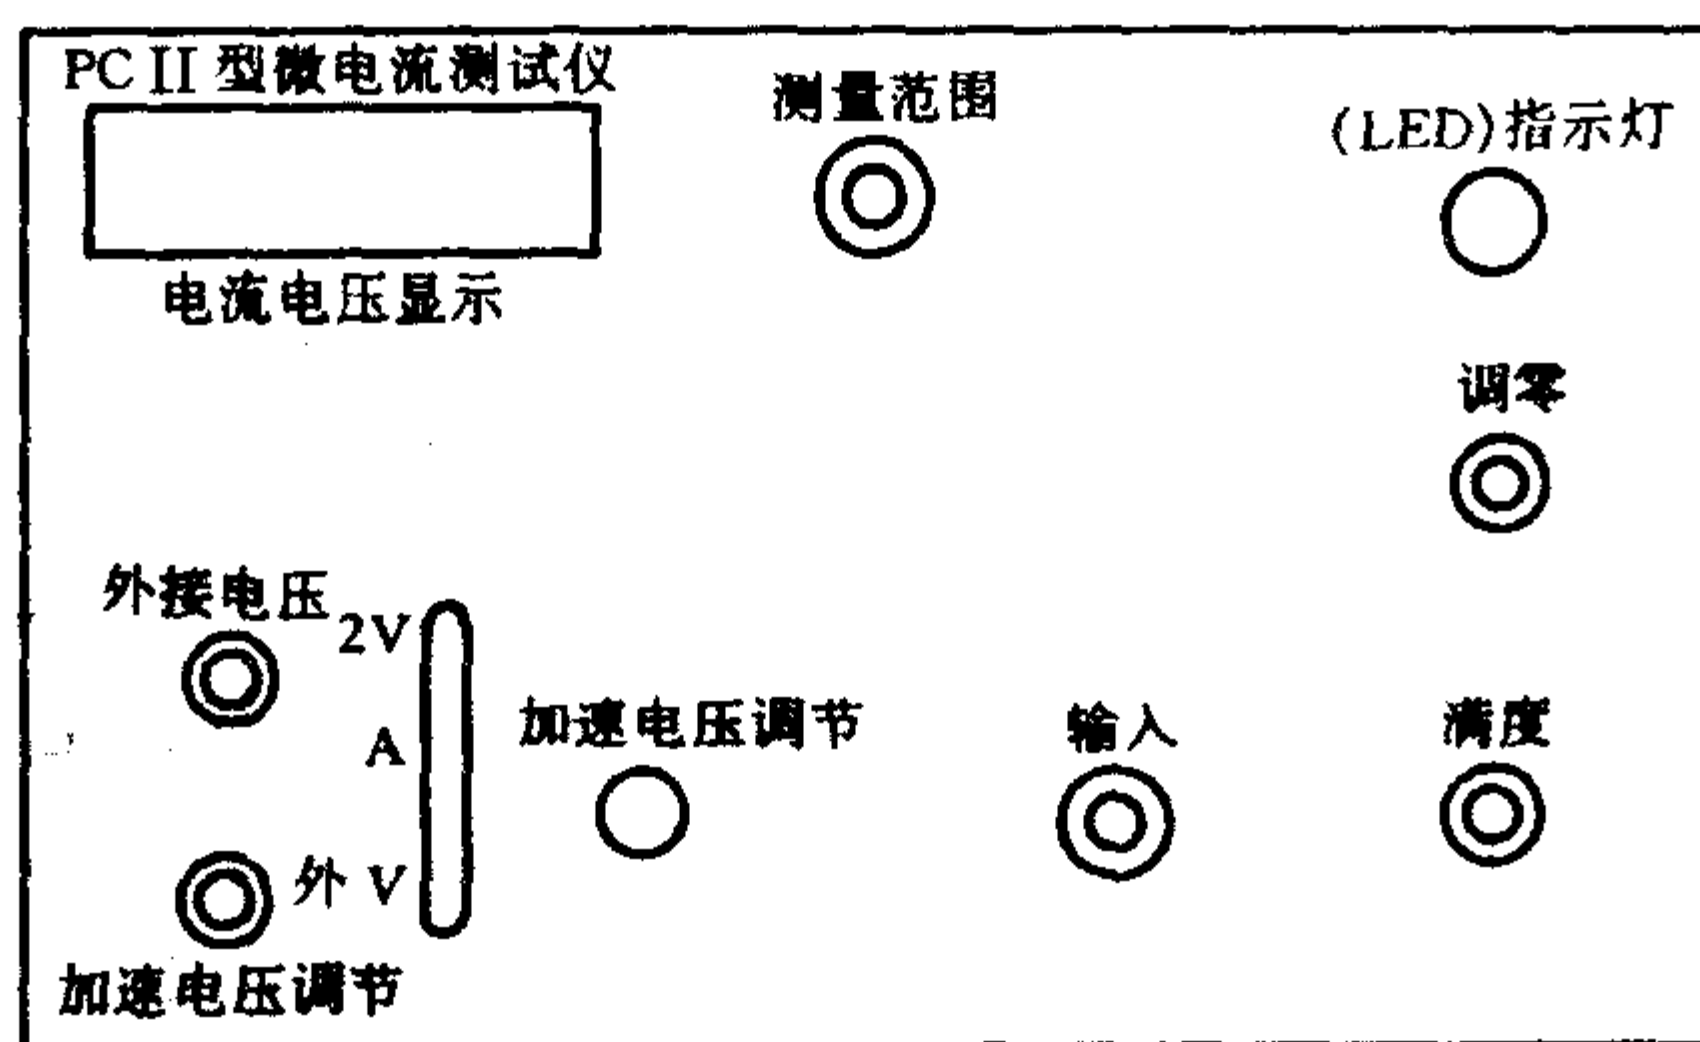 PC II 型微电流测试仪
测量范围
(LED)指示灯
电流电压显示
调零
外接电压
2V
加速电压调节
输入
满度
A
外 V
加速电压调节